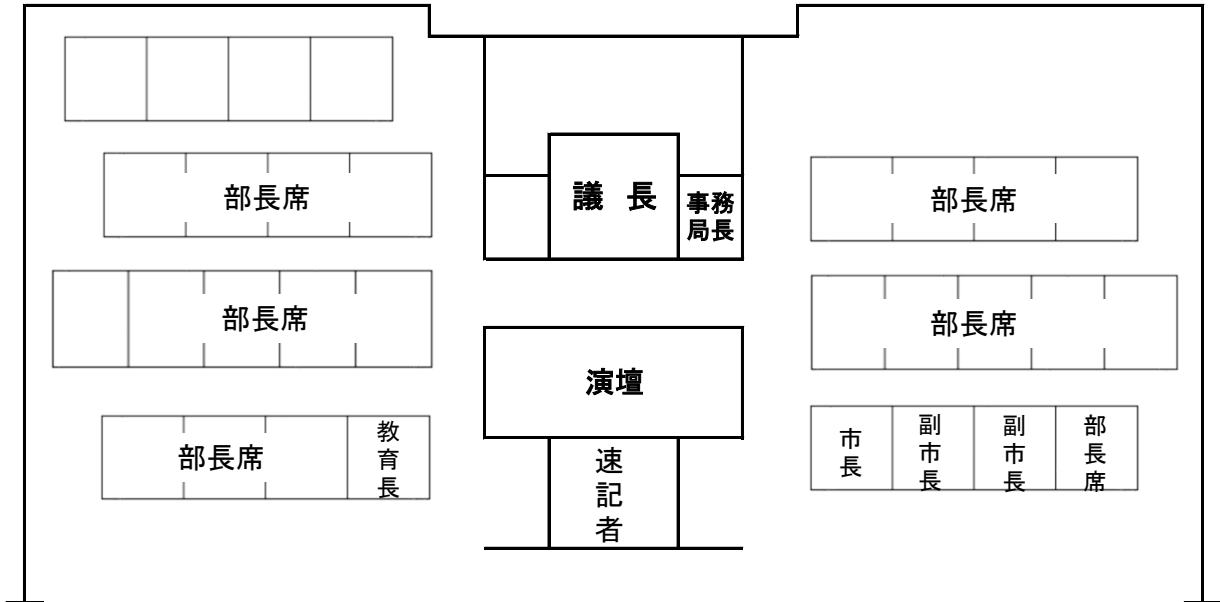 部長席
議 長
事務
局長
部長席
部長席
部長席
演壇
部長席
教育長
速記者
市長
副市長
副市長
部長席